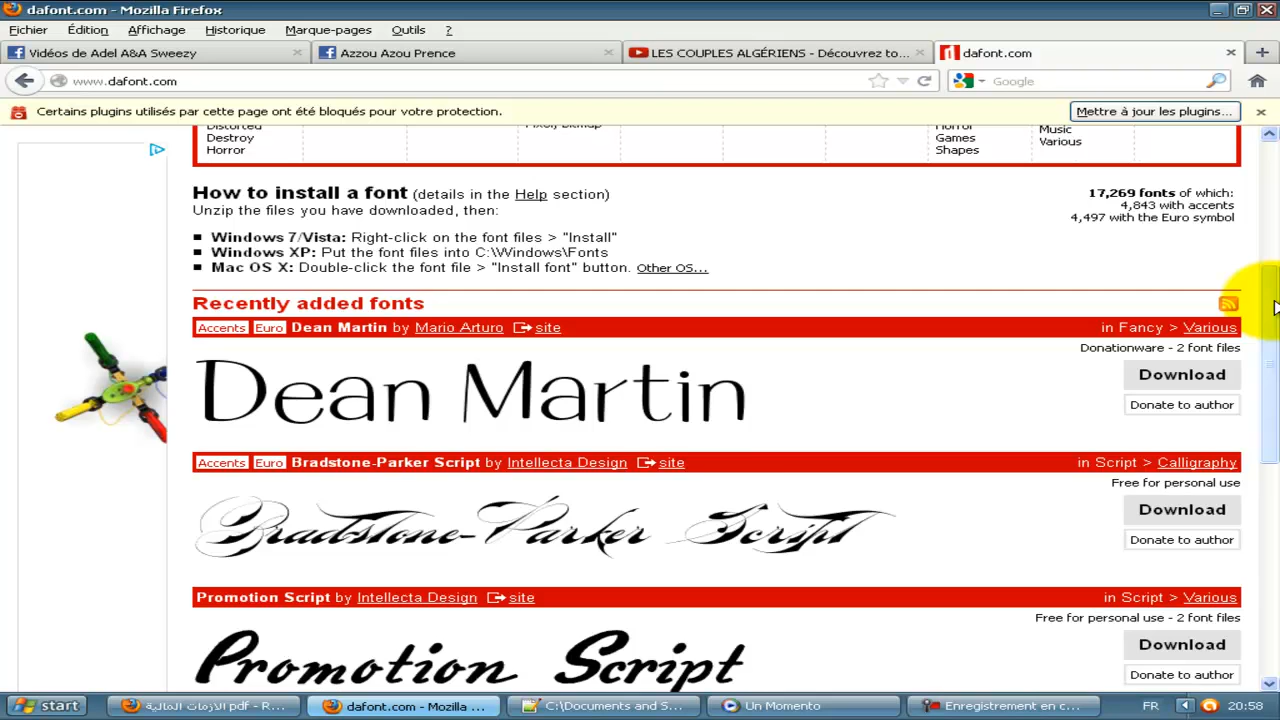 dafont.com - Mozilla Firefox
Fichier Édition Affichage Historique Marque-pages Outils ?
Vidéos de Adel A&A Sweezy Azzou Azou Prence LES COUPLES ALGÉRIENS - Découvrez to... dafont.com
www.dafont.com Google
Certains plugins utilisés par cette page ont été bloqués pour votre protection. Mettre à jour les plugins...
Distorted Pixel, Bitmap Horror Music
Destroy Games Various
Horror Shapes
How to install a font (details in the Help section) 17,269 fonts of which:
Unzip the files you have downloaded, then: 4,843 with accents
4,497 with the Euro symbol
Windows 7/Vista: Right-click on the font files > "Install"
Windows XP: Put the font files into C:\Windows\Fonts
Mac OS X: Double-click the font file > "Install font" button. Other OS...
Recently added fonts
Accents Euro Dean Martin by Mario Arturo site in Fancy > Various
Donationware - 2 font files
Dean Martin
Download
Donate to author
Accents Euro Bradstone-Parker Script by Intellecta Design site in Script > Calligraphy
Free for personal use
Bradstone-Parker Script
Download
Donate to author
Promotion Script by Intellecta Design site in Script > Various
Free for personal use - 2 font files
Promotion Script
Download
Donate to author
start الازمات المالية pdf - R... dafont.com - Mozilla ... C:\Documents and S... Un Momento Enregistrement en c... FR 20:58